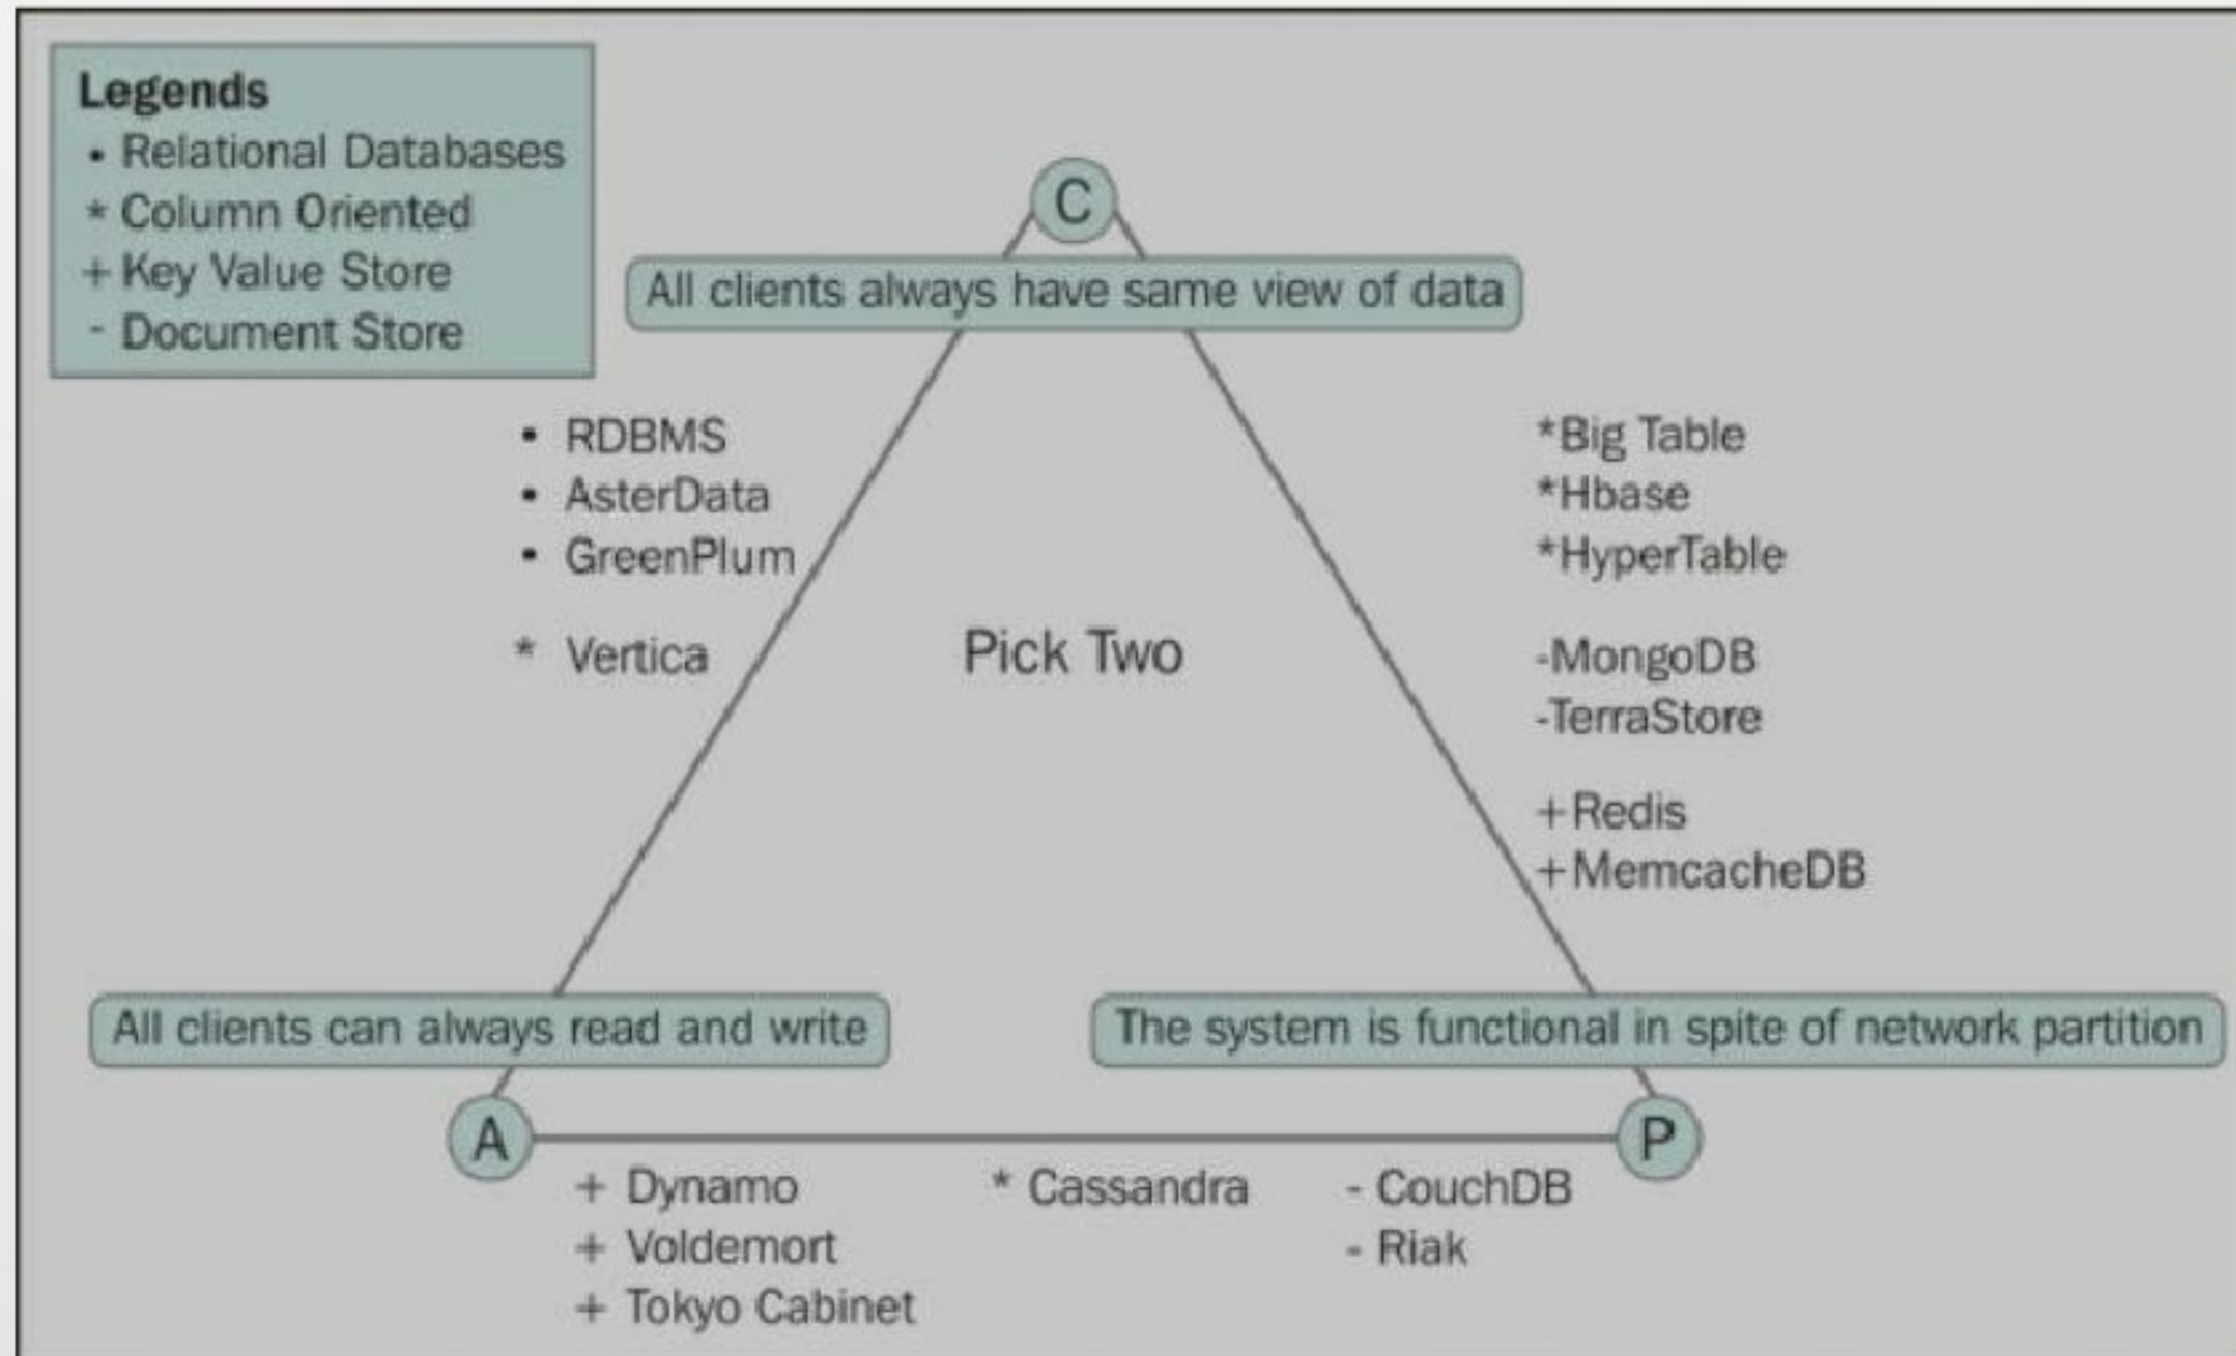 Legends
• Relational Databases
* Column Oriented
+ Key Value Store
- Document Store
C
All clients always have same view of data
• RDBMS
• AsterData
• GreenPlum
* Vertica
Pick Two
*Big Table
*Hbase
*HyperTable
-MongoDB
-TerraStore
+Redis
+MemcacheDB
All clients can always read and write
The system is functional in spite of network partition
A
P
+ Dynamo
+ Voldemort
+ Tokyo Cabinet
* Cassandra
- CouchDB
- Riak